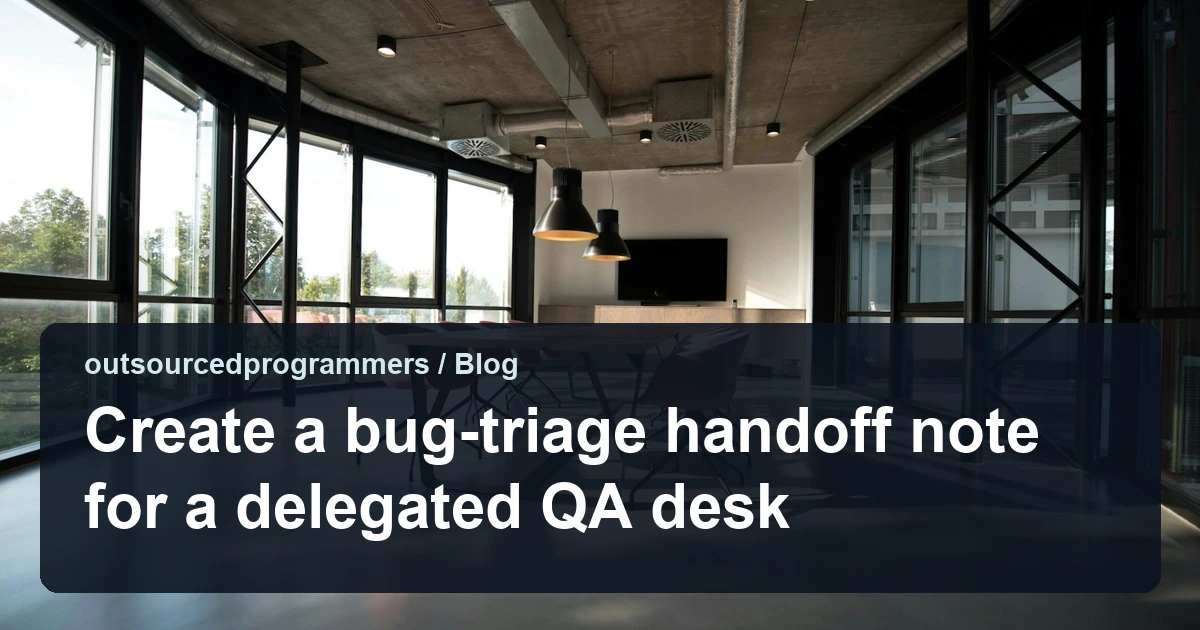 outsourcedprogrammers / Blog
Create a bug-triage handoff note
for a delegated QA desk